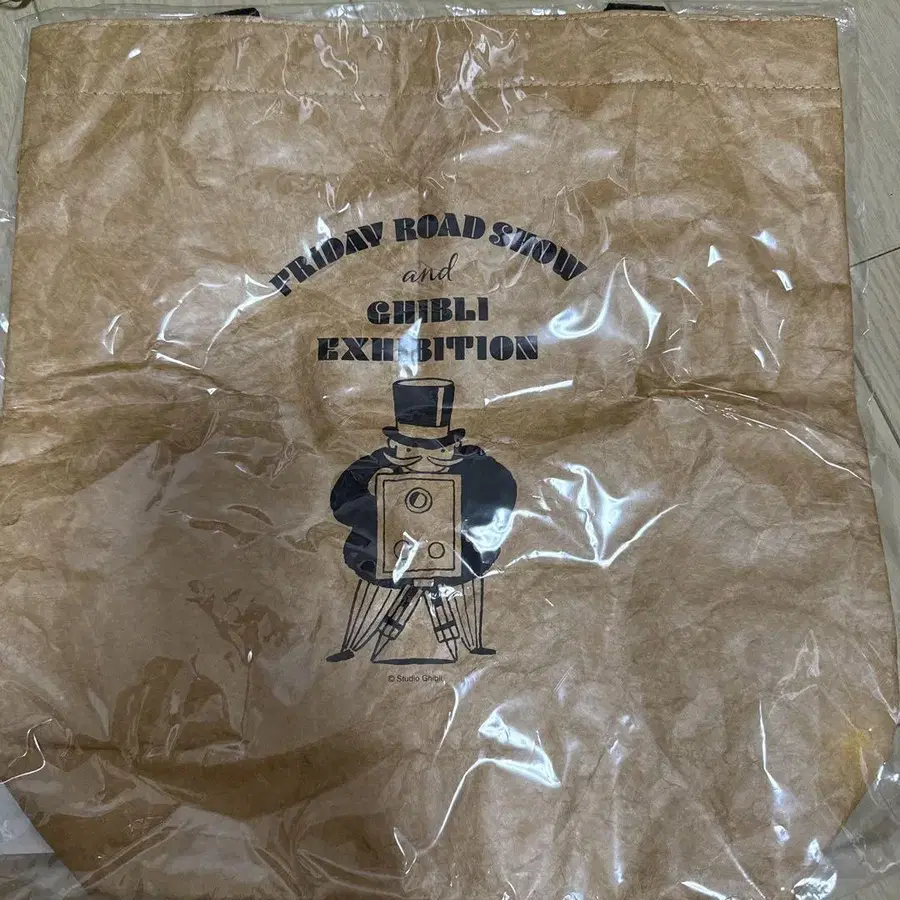 FRIDAY ROAD SHOW
and
GHIBLI
EXHIBITION
© Studio Ghibli